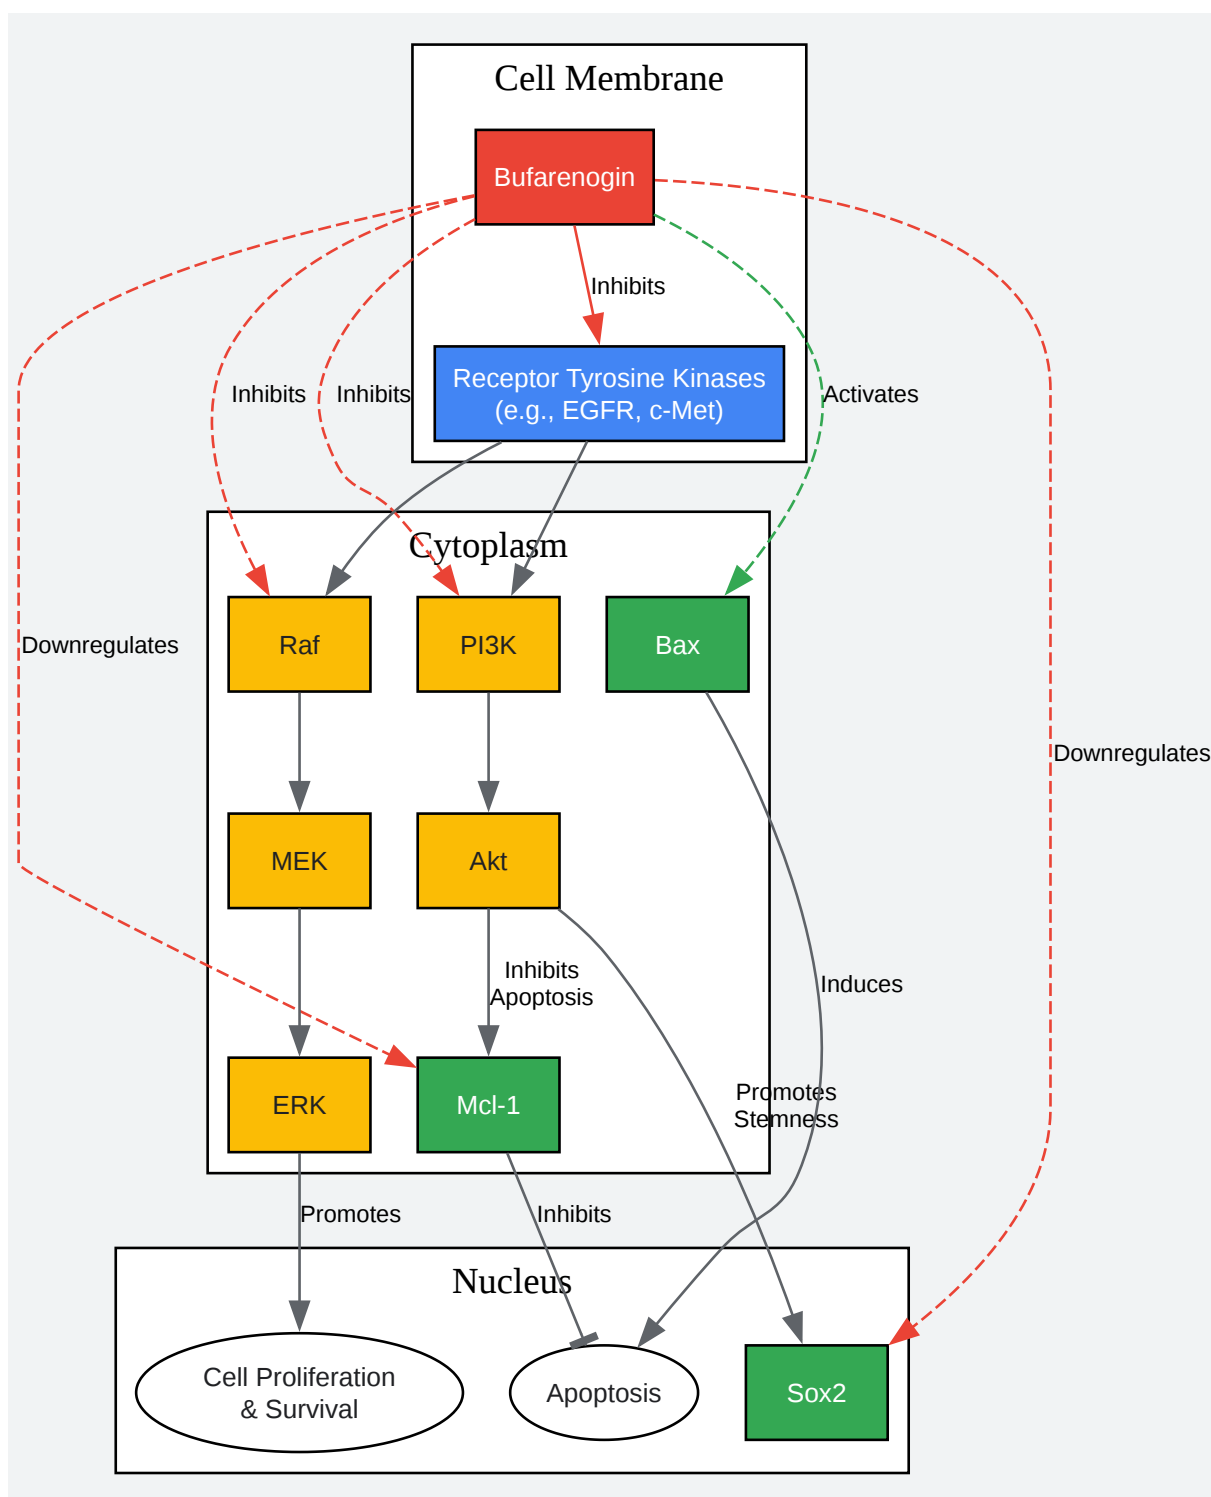 Cell Membrane
Bufarenogin
Inhibits
Receptor Tyrosine Kinases
(e.g., EGFR, c-Met)
Inhibits
Inhibits
Activates
Cytoplasm
Raf
PI3K
Bax
Downregulates
Downregulates
MEK
Akt
Inhibits
Apoptosis
Induces
ERK
Mcl-1
Promotes
Stemness
Promotes
Inhibits
Nucleus
Cell Proliferation
& Survival
Apoptosis
Sox2